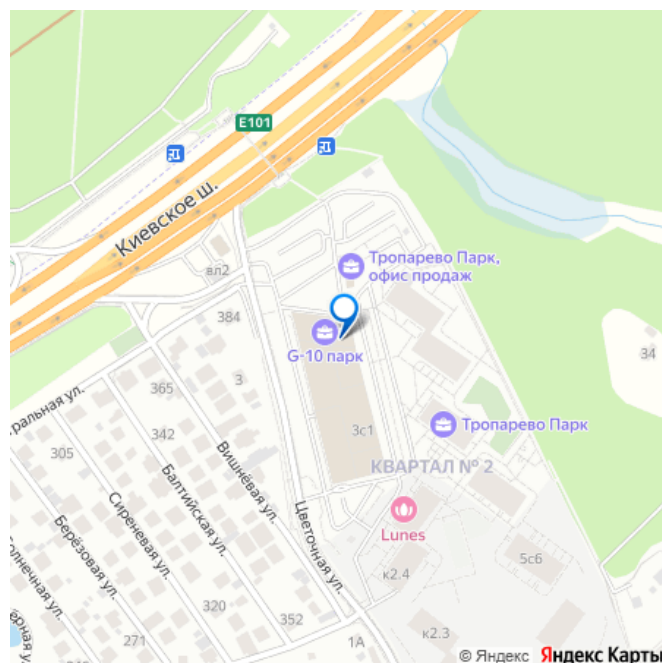 E101
Киевское ш.
Тропарево Парк,
офис продаж
вл2
384
G-10 парк
34
3
365
ральная ул.
3с1
Тропарево Парк
342
305
Вишнёвая ул.
КВАРТАЛ № 2
Балтийская ул.
Сиреневая ул.
Lunes
Цветочная ул.
Берёзовая ул.
5с6
к2.4
320
352
271
1А
к2.3
© Яндекс Яндекс Карты